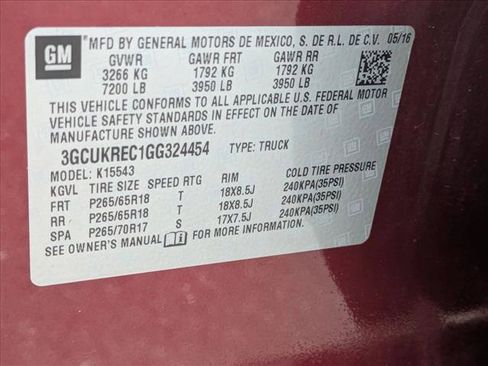 GM
MFD BY GENERAL MOTORS DE MEXICO, S. DE R.L. DE C.V. 05/16
GVWR GAWR FRT GAWR RR
3266 KG 1792 KG 1792 KG
7200 LB 3950 LB 3950 LB
THIS VEHICLE CONFORMS TO ALL APPLICABLE U.S. FEDERAL MOTOR
VEHICLE SAFETY STANDARDS IN EFFECT ON THE DATE OF
MANUFACTURE SHOWN ABOVE.
3GCUKREC1GG324454 TYPE: TRUCK
MODEL: K15543
KGVL TIRE SIZE SPEED RTG RIM COLD TIRE PRESSURE
FRT P265/65R18 T 18X8.5J 240KPA(35PSI)
RR P265/65R18 T 18X8.5J 240KPA(35PSI)
SPA P265/70R17 S 17X7.5J 240KPA(35PSI)
SEE OWNER'S MANUAL FOR MORE INFORMATION.